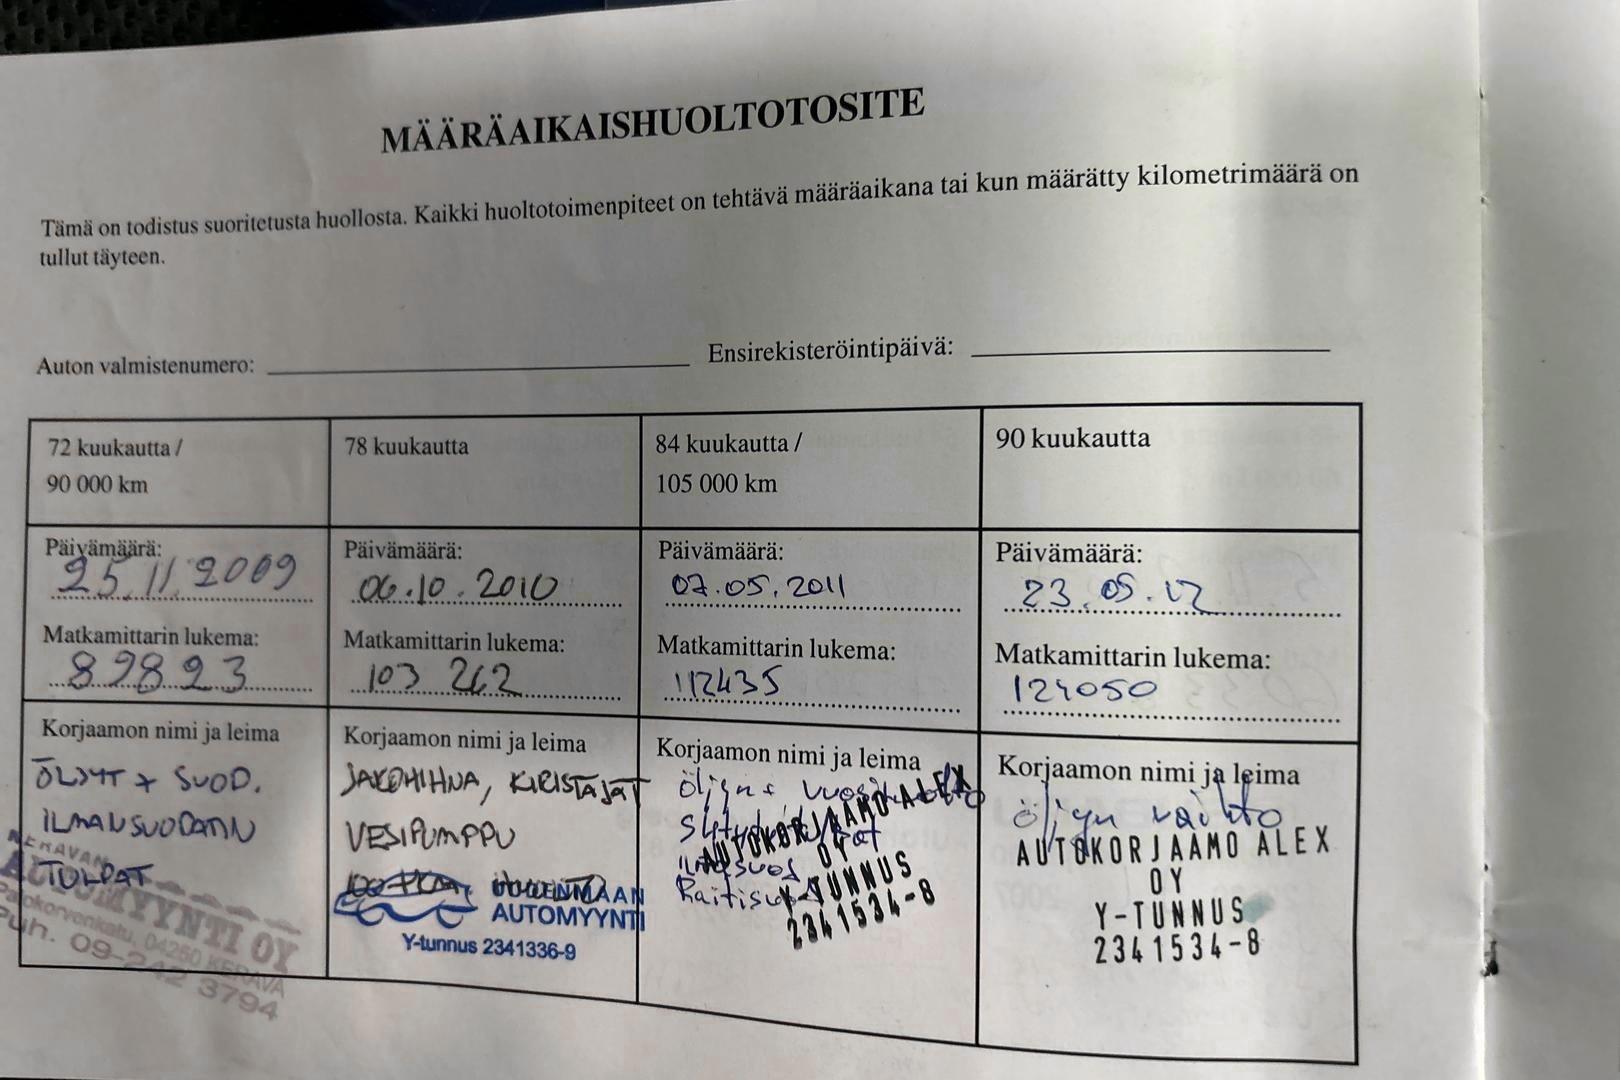 MÄÄRÄAIKAISHUOLTOTOSITE
Tämä on todistus suoritetusta huollosta. Kaikki huoltotoimenpiteet on tehtävä määräaikana tai kun määrätty kilometrimäärä on
tullut täyteen.
Auton valmistenumero:
Ensirekisteröintipäivä:
72 kuukautta /
90 000 km
Päivämäärä:
25.11.2009
Matkamittarin lukema:
89893
Korjaamon nimi ja leima
ÖLJYT + SUOD.
ILMANSUODATIN
TULPAT
KERAVAN
AUTOMYYNTI OY
04250 KERAVA
Puh. 09-242 3794
78 kuukautta
Päivämäärä:
06.10.2010
Matkamittarin lukema:
103 262
Korjaamon nimi ja leima
JAKOHIHNA, KIRISTÄJÄT
VESIPUMPPU
UUDENMAAN
AUTOMYYNTI
Y-tunnus 2341336-9
84 kuukautta /
105 000 km
Päivämäärä:
07.05.2011
Matkamittarin lukema:
112435
Korjaamon nimi ja leima
öljyn +
AUTOKORJAAMO ALEX
OY
Y-TUNNUS
2341534-8
90 kuukautta
Päivämäärä:
23.05.12
Matkamittarin lukema:
124050
Korjaamon nimi ja leima
öljyn vaihto
AUTOKORJAAMO ALEX
OY
Y-TUNNUS
2341534-8